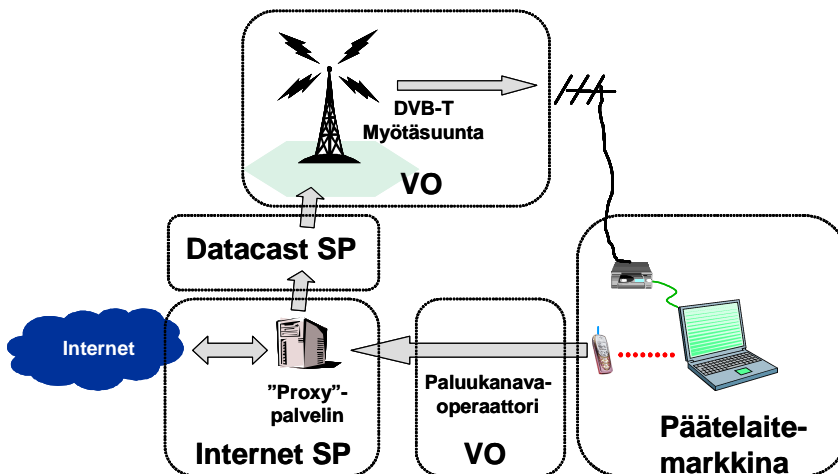 DVB-T
Myötäsuunta
VO
Datacast SP
Internet
”Proxy”-
palvelin
Internet SP
Paluukanava-
operaattori
VO
Päätelaite-
markkina